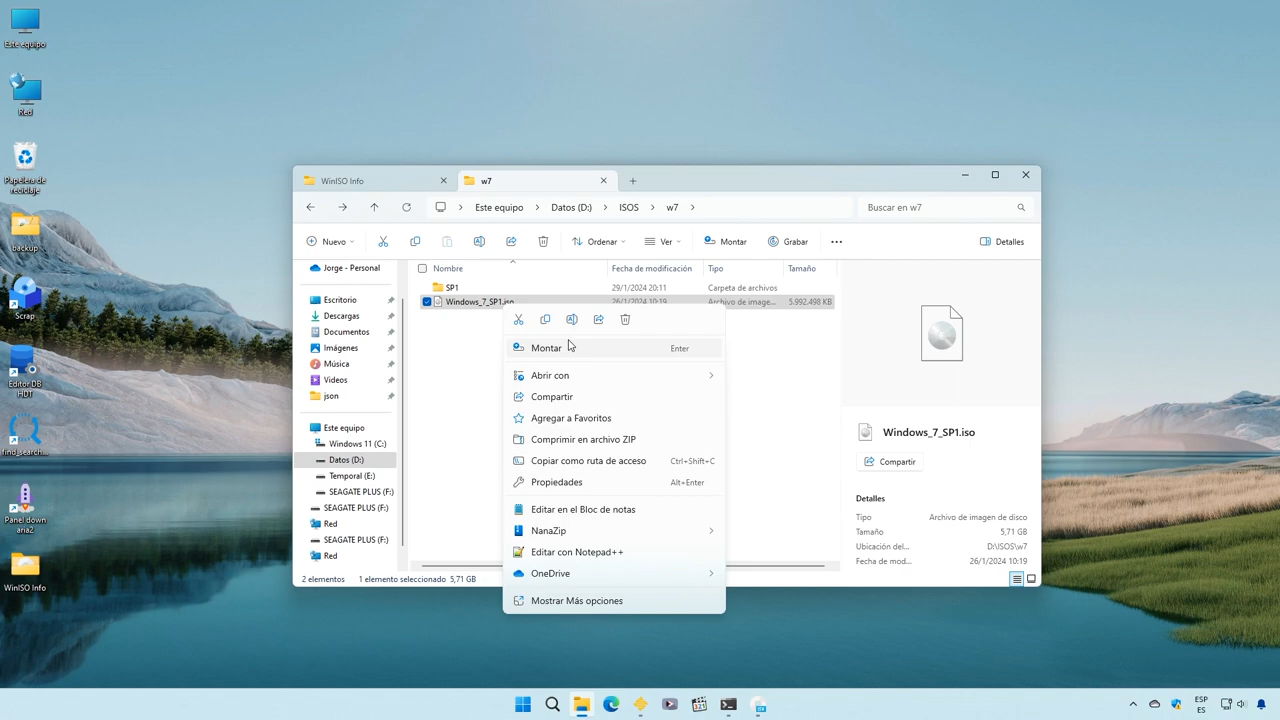 Este equipo
Red
Papelera de
reciclaje
backup
Scrap
Editor DB
HDT
find_search...
WinISO Info
WinISO Info
w7
Este equipo
Datos (D:)
ISOS
w7
Buscar en w7
Nuevo
Ordenar
Ver
Montar
Grabar
Detalles
Jorge - Personal
Escritorio
Descargas
Documentos
Imágenes
Música
Videos
json
Este equipo
Windows 11 (C:)
Datos (D:)
Temporal (E:)
SEAGATE PLUS (F:)
SEAGATE PLUS (F:)
Red
SEAGATE PLUS (F:)
Red
Nombre Fecha de modificación Tipo Tamaño
SP1 29/1/2024 20:11 Carpeta de archivos
Windows_7_SP1.iso 26/1/2024 10:19 Archivo de image... 5.992.498 KB
Montar Enter
Abrir con
Compartir
Agregar a Favoritos
Comprimir en archivo ZIP
Copiar como ruta de acceso Ctrl+Shift+C
Propiedades Alt+Enter
Editar en el Bloc de notas
NanaZip
Editar con Notepad++
OneDrive
Mostrar Más opciones
Windows_7_SP1.iso
Compartir
Detalles
Tipo Archivo de imagen de disco
Tamaño 5,71 GB
Ubicación del... D:\ISOS\w7
Fecha de mod... 26/1/2024 10:19
2 elementos 1 elemento seleccionado 5,71 GB
ESP
ES